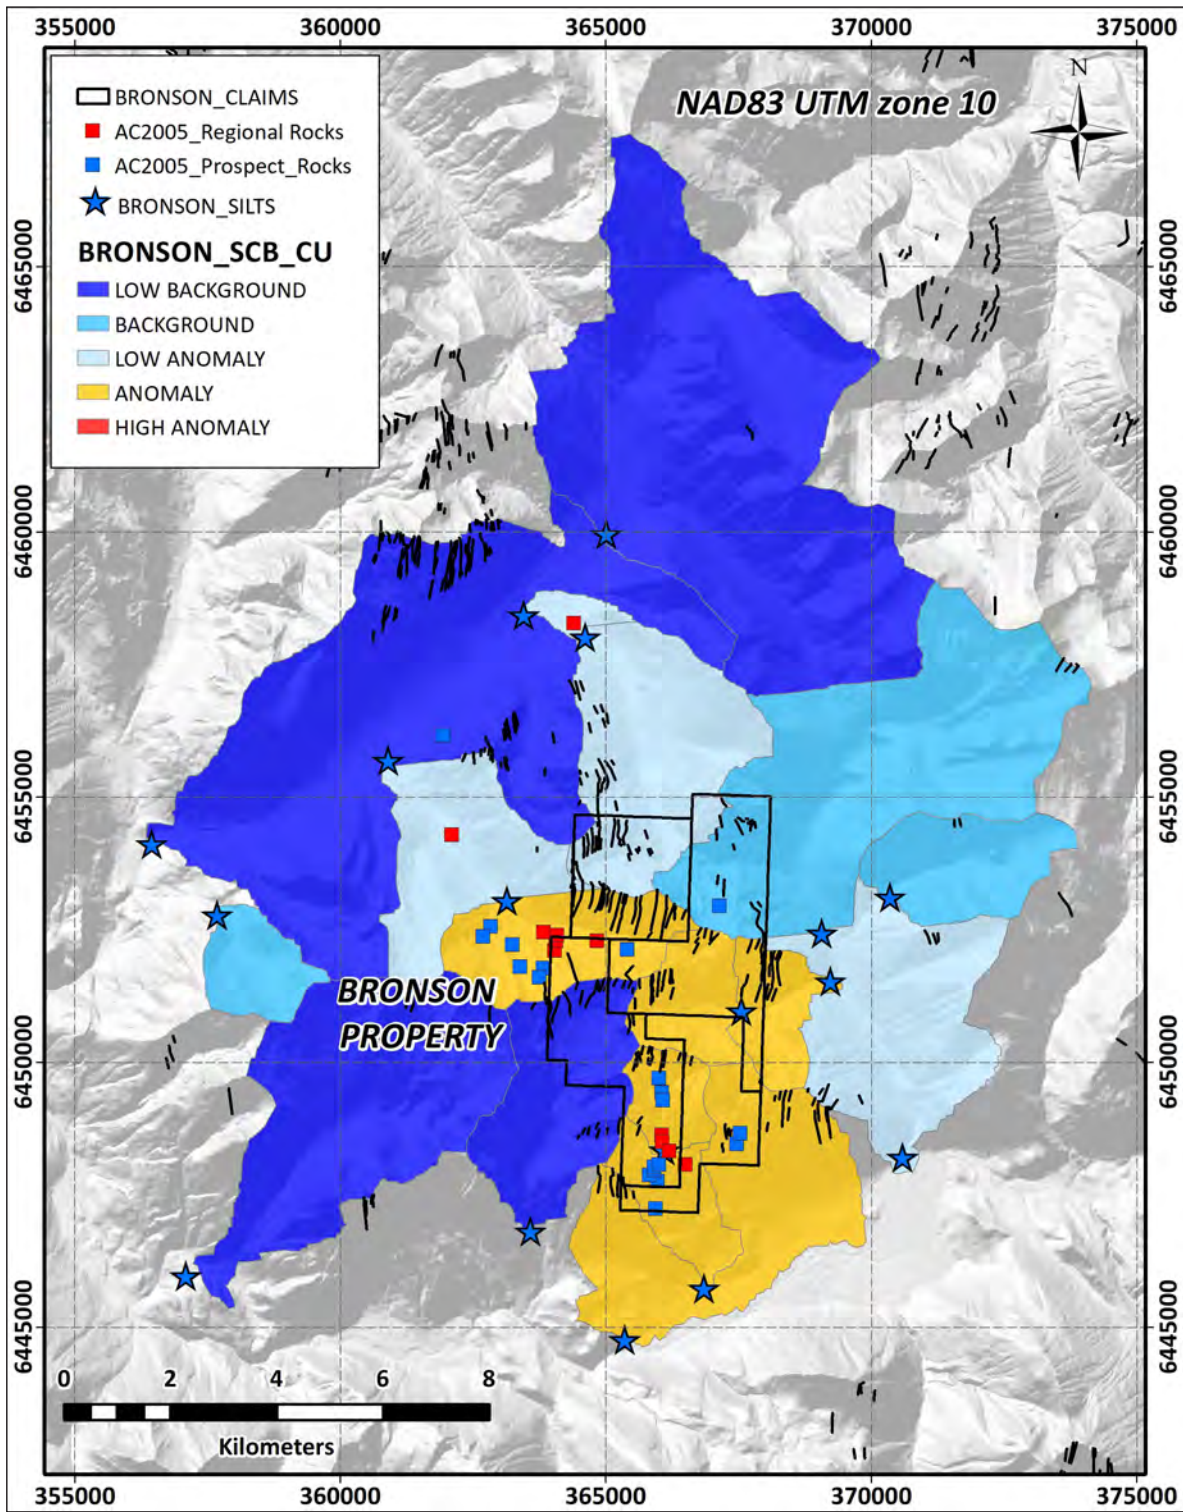 355000 360000 365000 370000 375000
NAD83 UTM zone 10
N
BRONSON_CLAIMS
AC2005_Regional Rocks
AC2005_Prospect_Rocks
BRONSON_SILTS
BRONSON_SCB_CU
LOW BACKGROUND
BACKGROUND
LOW ANOMALY
ANOMALY
HIGH ANOMALY
6465000 6465000
6460000 6460000
6455000 6455000
BRONSON
PROPERTY
6450000 6450000
6445000 6445000
0 2 4 6 8
Kilometers
355000 360000 365000 370000 375000